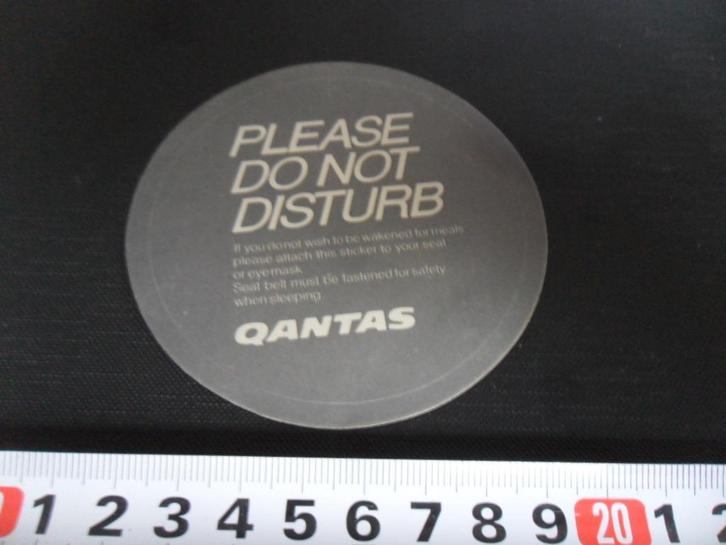 PLEASE
DO NOT
DISTURB
If you do not wish to be wakened for meals
please attach this sticker to your seat
or eyemask
Seat belt must be fastened for safety
when sleeping
QANTAS
1 2 3 4 5 6 7 8 9 20 1 2